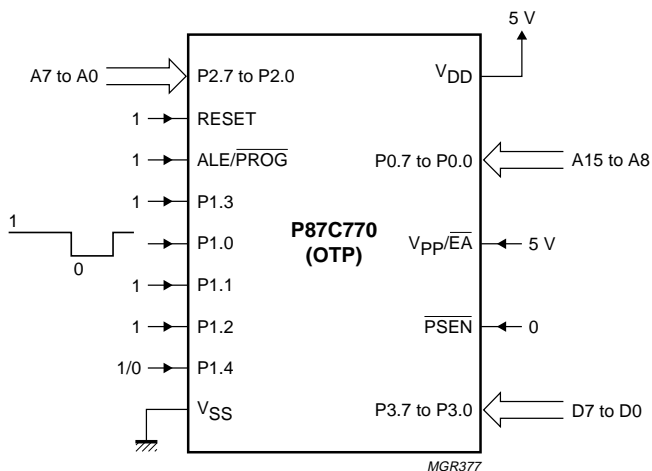 5 V
A7 to A0
P2.7 to P2.0
VDD
1
RESET
1
ALE/PROG
P0.7 to P0.0
A15 to A8
1
P1.3
1
0
P1.0
P87C770
(OTP)
VPP/EA
5 V
1
P1.1
1
P1.2
PSEN
0
1/0
P1.4
VSS
P3.7 to P3.0
D7 to D0
MGR377